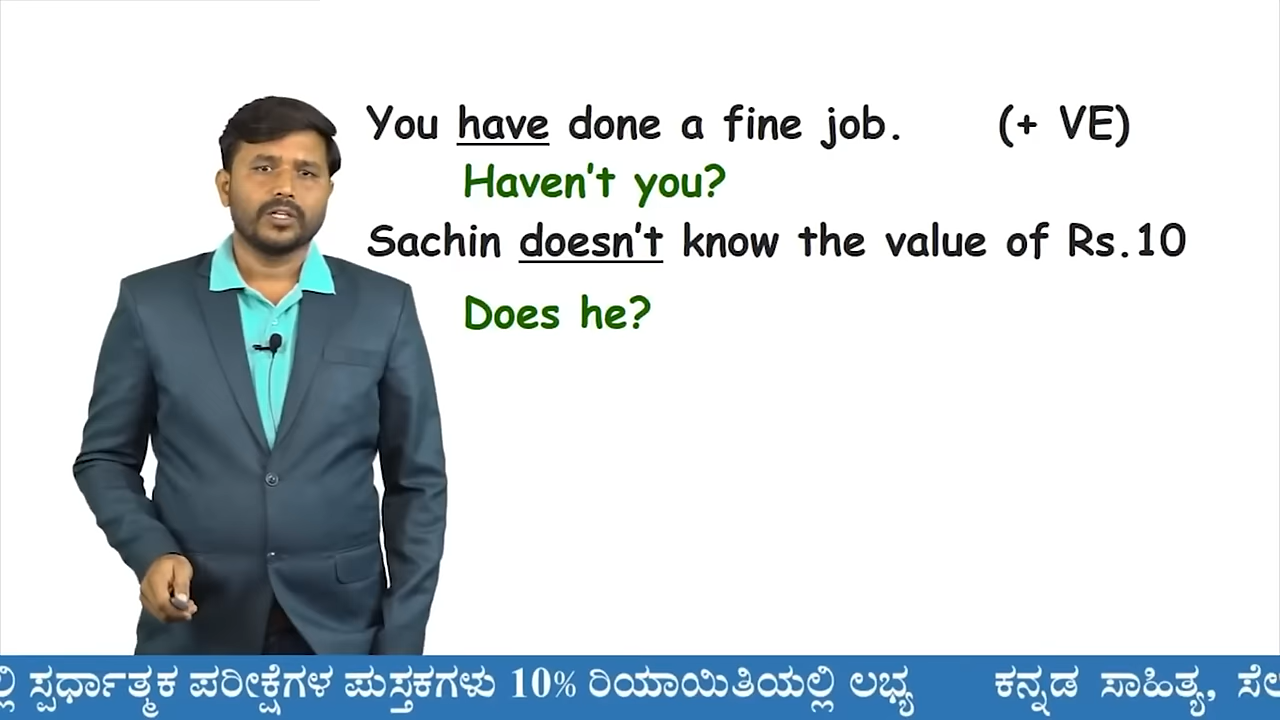 You have done a fine job. (+ VE)
Haven't you?
Sachin doesn't know the value of Rs.10
Does he?
ಸ್ಪರ್ಧಾತ್ಮಕ ಪರೀಕ್ಷೆಗಳ ಪುಸ್ತಕಗಳು 10% ರಿಯಾಯಿತಿಯಲ್ಲಿ ಲಭ್ಯ ಕನ್ನಡ ಸಾಹಿತ್ಯ,